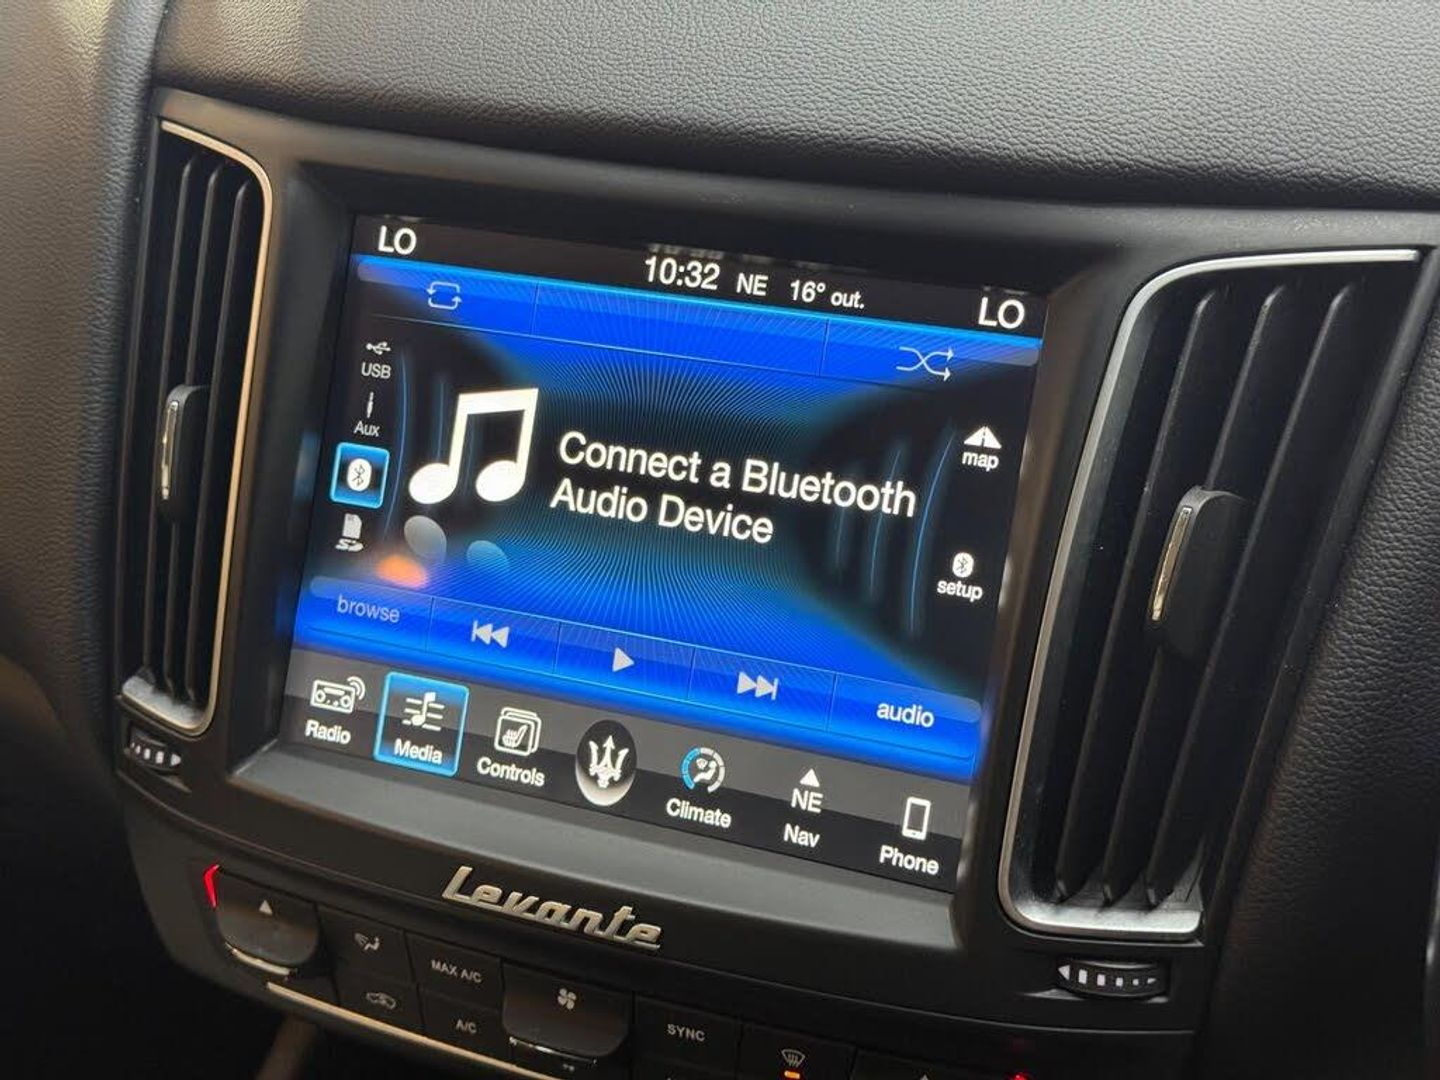 LO
10:32 NE 16° out.
LO
USB
Aux
Connect a Bluetooth
Audio Device
map
setup
browse
audio
Radio
Media
Controls
Climate
NE
Nav
Phone
Levante
MAX A/C
A/C
SYNC